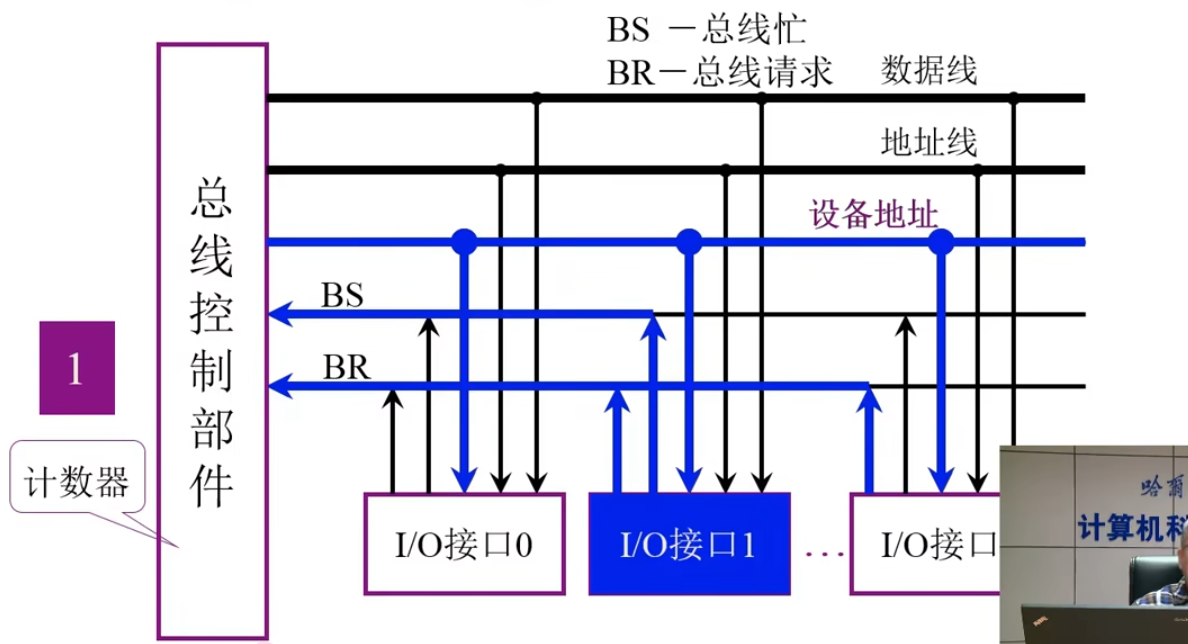 BS －总线忙
BR－总线请求
数据线
地址线
设备地址
BS
BR
1
总线控制部件
计数器
I/O接口0
I/O接口1
…
I/O接口
哈爾
计算机科